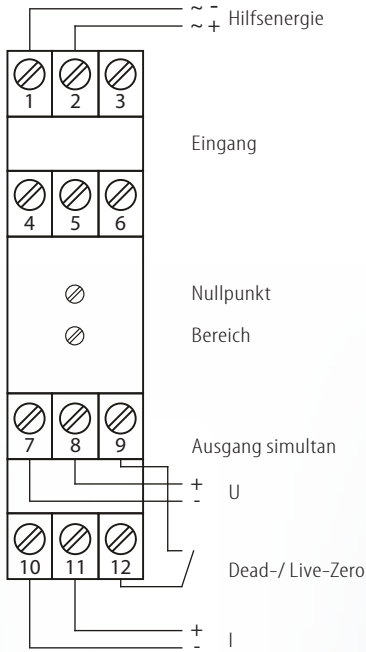 ~ -
~ + Hilfsenergie
1 2 3
Eingang
4 5 6
Nullpunkt
Bereich
7 8 9
Ausgang simultan
+
- U
10 11 12
Dead-/ Live-Zero
+
- I